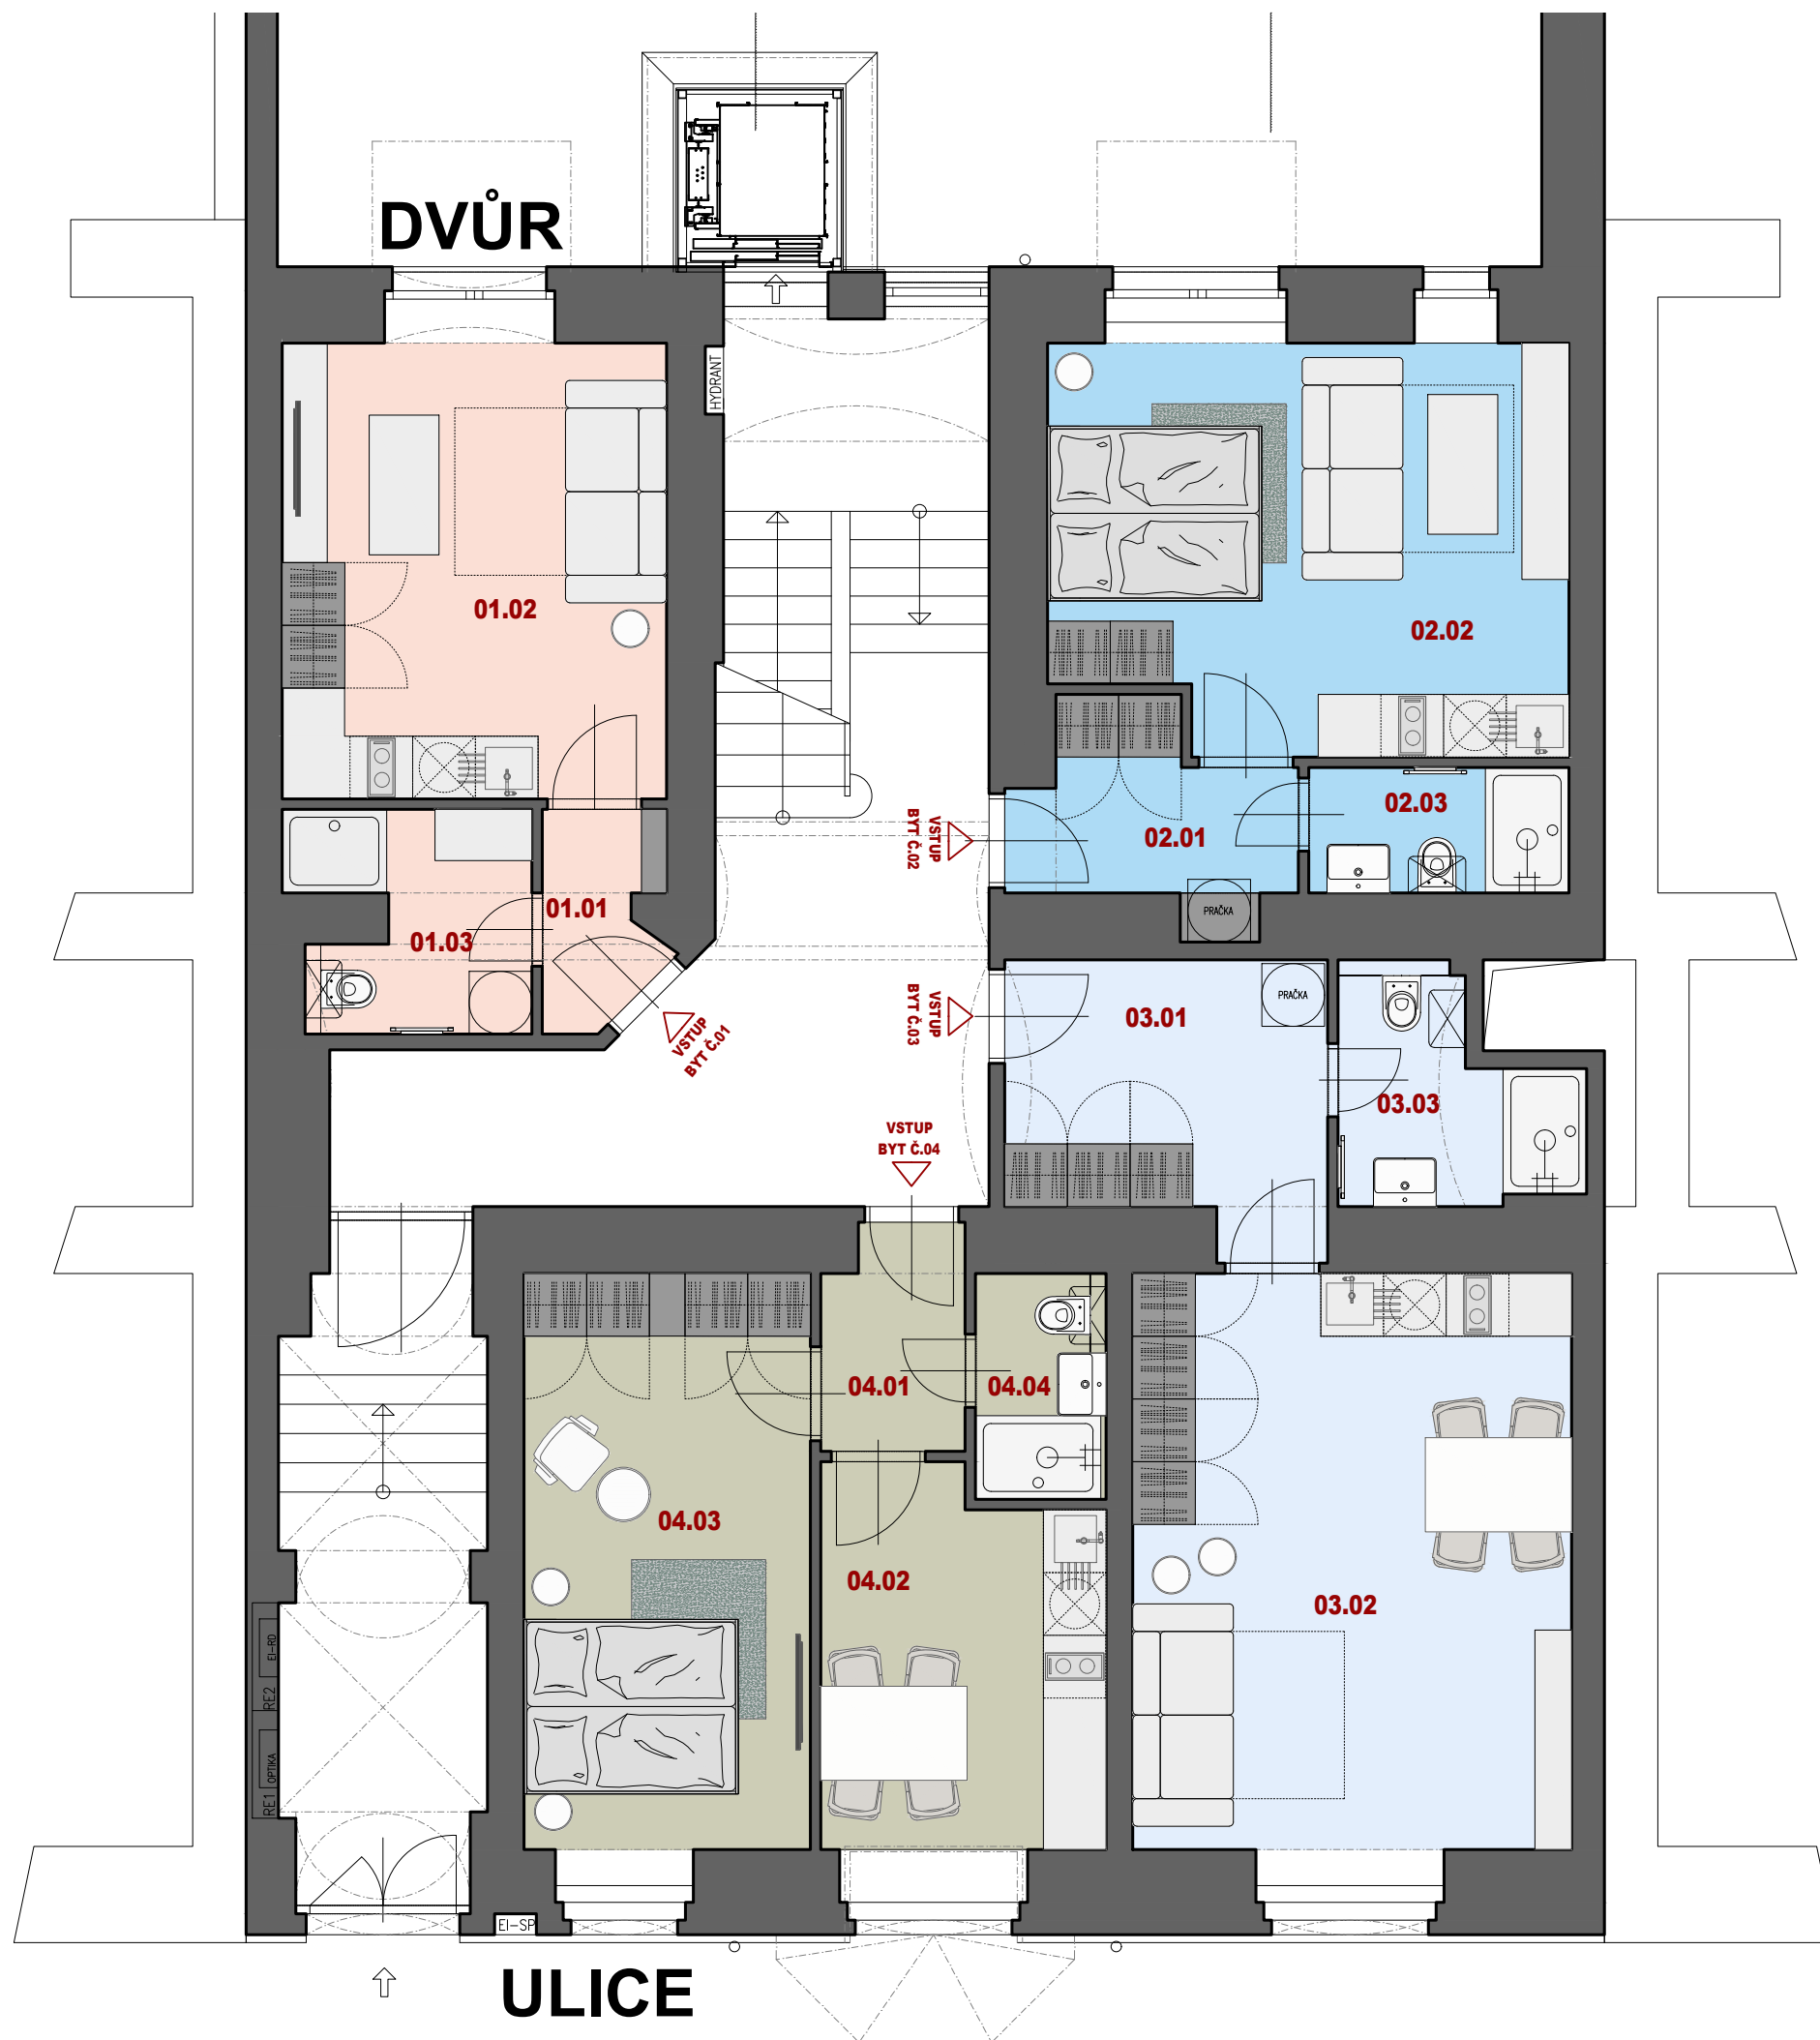 DVŮR
HYDRANT
01.02
02.02
02.03
VSTUP
BYT Č.02
02.01
01.01
PRAČKA
01.03
VSTUP
BYT Č.03
03.01
PRAČKA
VSTUP
BYT Č.01
03.03
VSTUP
BYT Č.04
04.01
04.04
04.03
04.02
03.02
EI-RD
RE2
OPTIKA
RE1
EI-SP
ULICE